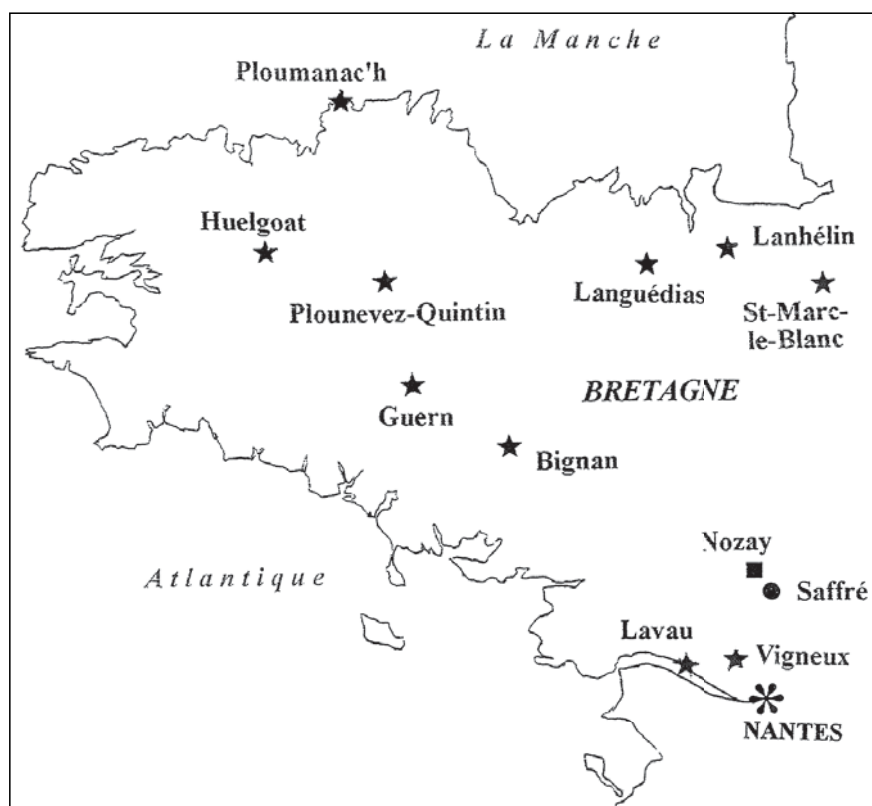 La Manche
Ploumanac'h
Huelgoat
Lanhélin
Plounevez-Quintin
Languédias
St-Marc-
le-Blanc
BRETAGNE
Guern
Bignan
Nozay
Atlantique
Saffré
Lavau
Vigneux
NANTES